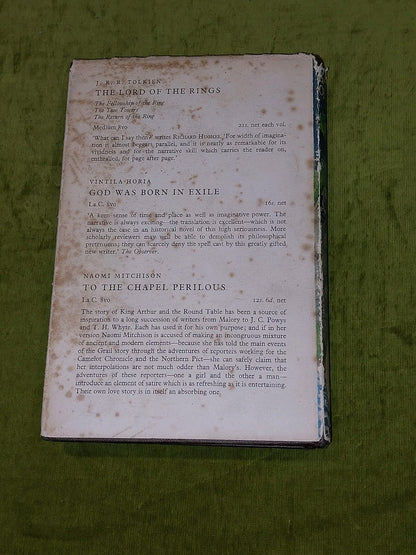 J. R. R. TOLKIEN
THE LORD OF THE RINGS
The Fellowship of the Ring
The Two Towers
The Return of the Ring
Medium 8vo 21s. net each vol.
'What can I say then?' writes RICHARD HUGHES. 'For width of imagina-
tion it almost beggars parallel, and it is nearly as remarkable for its
vividness and for the narrative skill which carries the reader on,
enthralled, for page after page.'
VINTILA HORIA
GOD WAS BORN IN EXILE
La C. 8vo 16s. net
'A keen sense of time and place as well as imaginative power. The
narrative is always exciting—the translation is excellent—which is not
always the case in an historical novel of this high seriousness. More
scholarly reviewers may well be able to demolish its philosophical
pretensions; they can scarcely deny the spell cast by this greatly gifted,
new writer.' The Observer.
NAOMI MITCHISON
TO THE CHAPEL PERILOUS
La C. 8vo 12s. 6d. net
The story of King Arthur and the Round Table has been a source of
inspiration to a long succession of writers from Malory to J. C. Powys
and T. H. Whyte. Each has used it for his own purpose; and if in her
version Naomi Mitchison is accused of making an incongruous mixture
of ancient and modern elements—because she has told the main events
of the Grail story through the adventures of reporters working for the
Camelot Chronicle and the Northern Pict—she can safely claim that
her interpolations are not much odder than Malory's. However, the
adventures of these reporters—one a girl and the other a man—
introduce an element of satire which is as refreshing as it is entertaining.
Their own love story is in itself an absorbing one.